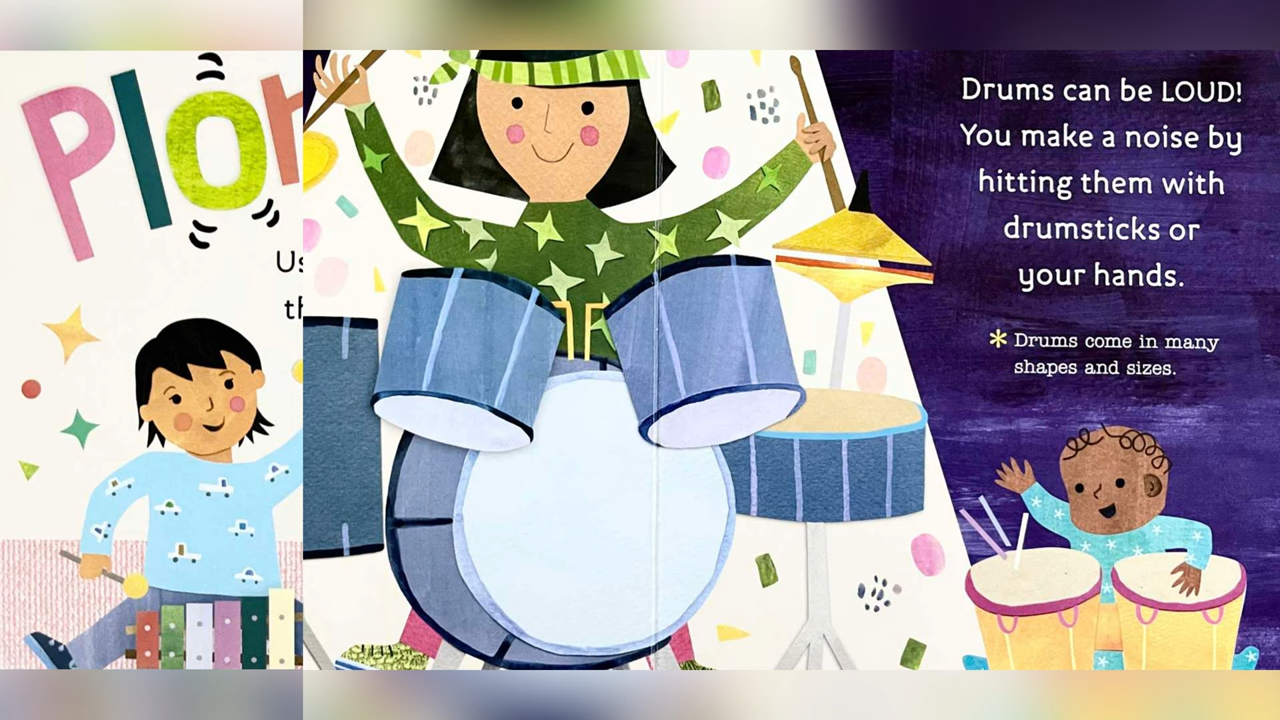 Plo
Drums can be LOUD!
You make a noise by
hitting them with
drumsticks or
your hands.
* Drums come in many
shapes and sizes.